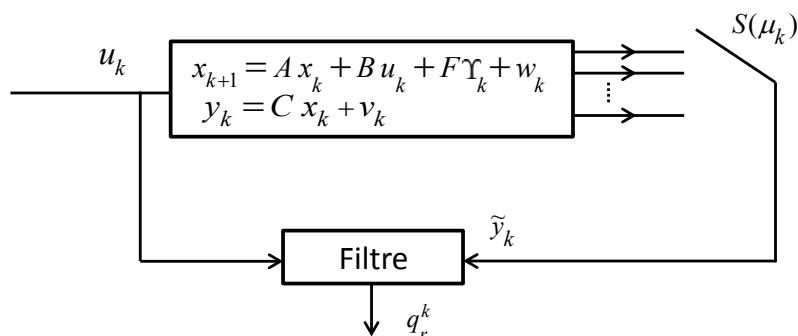 S(μ_k)
u_k
x_{k+1} = A x_k + B u_k + F ϒ_k + w_k
y_k = C x_k + v_k
ỹ_k
Filtre
q_r^k